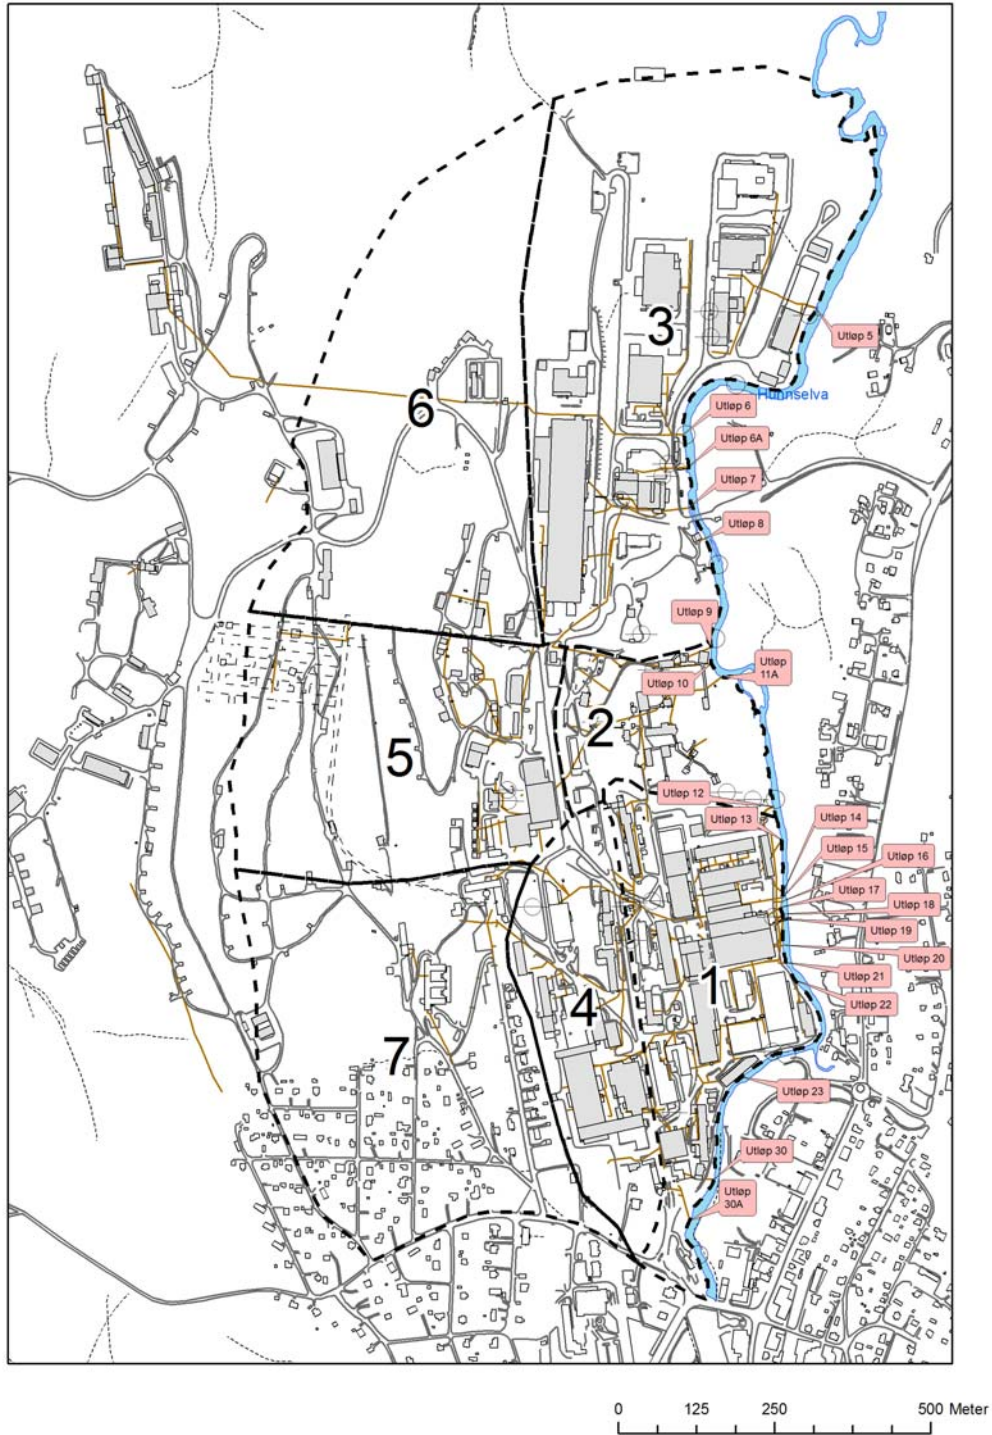 3
Utløp 5
Hunnselva
6
Utløp 6
Utløp 6A
Utløp 7
Utløp 8
Utløp 9
Utløp
11A
Utløp 10
2
5
Utløp 12
Utløp 13
Utløp 14
Utløp 15
Utløp 16
Utløp 17
Utløp 18
Utløp 19
Utløp 20
Utløp 21
1
Utløp 22
4
7
Utløp 23
Utløp 30
Utløp
30A
0 125 250 500 Meter